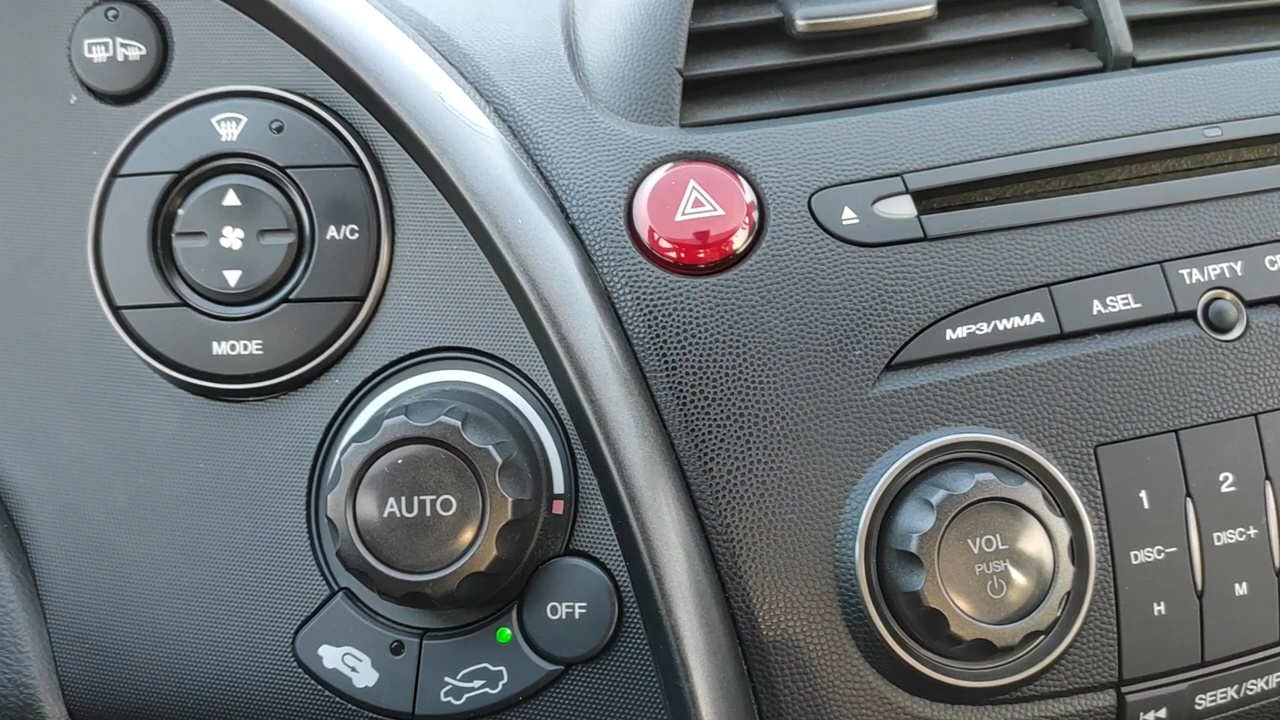 A/C
MODE
AUTO
OFF
MP3/WMA
A.SEL
TA/PTY
VOL
PUSH
1
DISC−
H
2
DISC+
M
SEEK/SKIP